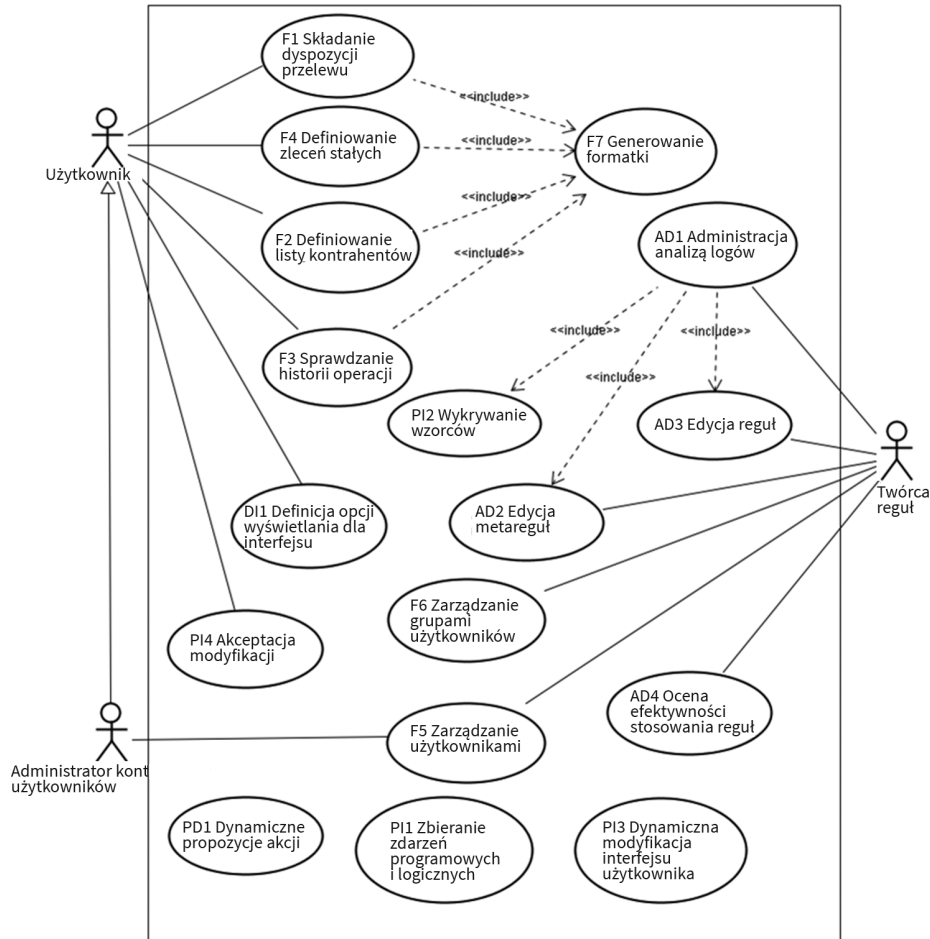 F1 Składanie
dyspozycji
przelewu
<<include>>
F4 Definiowanie
zleceń stałych
<<include>>
F7 Generowanie
formatki
Użytkownik
<<include>>
F2 Definiowanie
listy kontrahentów
<<include>>
AD1 Administracja
analizą logów
F3 Sprawdzanie
historii operacji
<<include>>
<<include>>
<<include>>
PI2 Wykrywanie
wzorców
AD3 Edycja reguł
Twórca
reguł
DI1 Definicja opcji
wyświetlania dla
interfejsu
AD2 Edycja
metareguł
F6 Zarządzanie
grupami
użytkowników
PI4 Akceptacja
modyfikacji
AD4 Ocena
efektywności
stosowania reguł
F5 Zarządzanie
użytkownikami
Administrator kont
użytkowników
PD1 Dynamiczne
propozycje akcji
PI1 Zbieranie
zdarzeń
programowych
i logicznych
PI3 Dynamiczna
modyfikacja
interfejsu
użytkownika